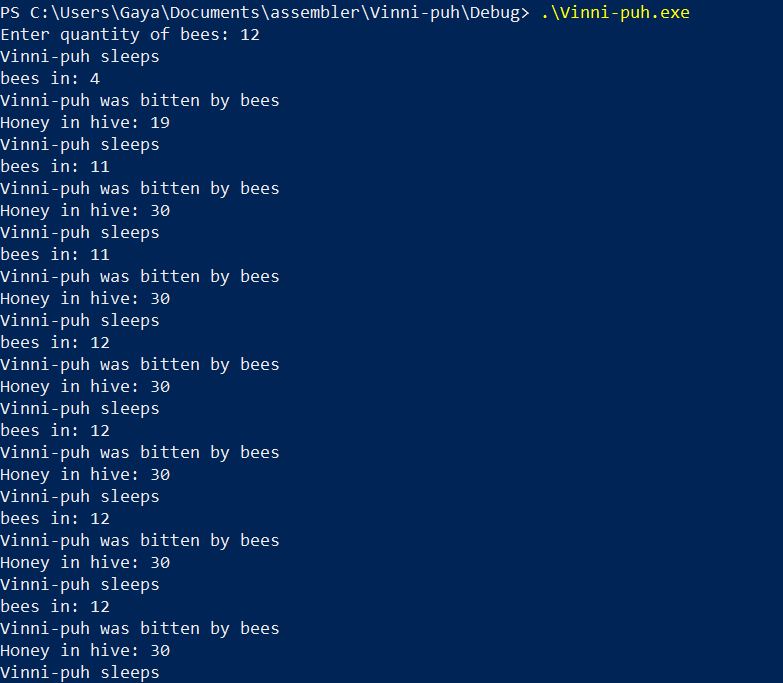 PS C:\Users\Gaya\Documents\assembler\Vinni-puh\Debug> .\Vinni-puh.exe
Enter quantity of bees: 12
Vinni-puh sleeps
bees in: 4
Vinni-puh was bitten by bees
Honey in hive: 19
Vinni-puh sleeps
bees in: 11
Vinni-puh was bitten by bees
Honey in hive: 30
Vinni-puh sleeps
bees in: 11
Vinni-puh was bitten by bees
Honey in hive: 30
Vinni-puh sleeps
bees in: 12
Vinni-puh was bitten by bees
Honey in hive: 30
Vinni-puh sleeps
bees in: 12
Vinni-puh was bitten by bees
Honey in hive: 30
Vinni-puh sleeps
bees in: 12
Vinni-puh was bitten by bees
Honey in hive: 30
Vinni-puh sleeps
bees in: 12
Vinni-puh was bitten by bees
Honey in hive: 30
Vinni-puh sleeps